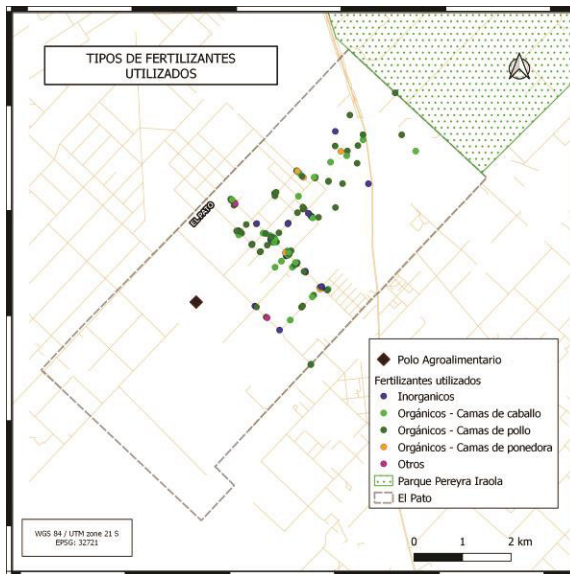 TIPOS DE FERTILIZANTES
UTILIZADOS
EL PATO
Polo Agroalimentario
Fertilizantes utilizados
Inorganicos
Orgánicos - Camas de caballo
Orgánicos - Camas de pollo
Orgánicos - Camas de ponedora
Otros
Parque Pereyra Iraola
El Pato
WGS 84 / UTM zone 21 S
EPSG: 32721
0 1 2 km